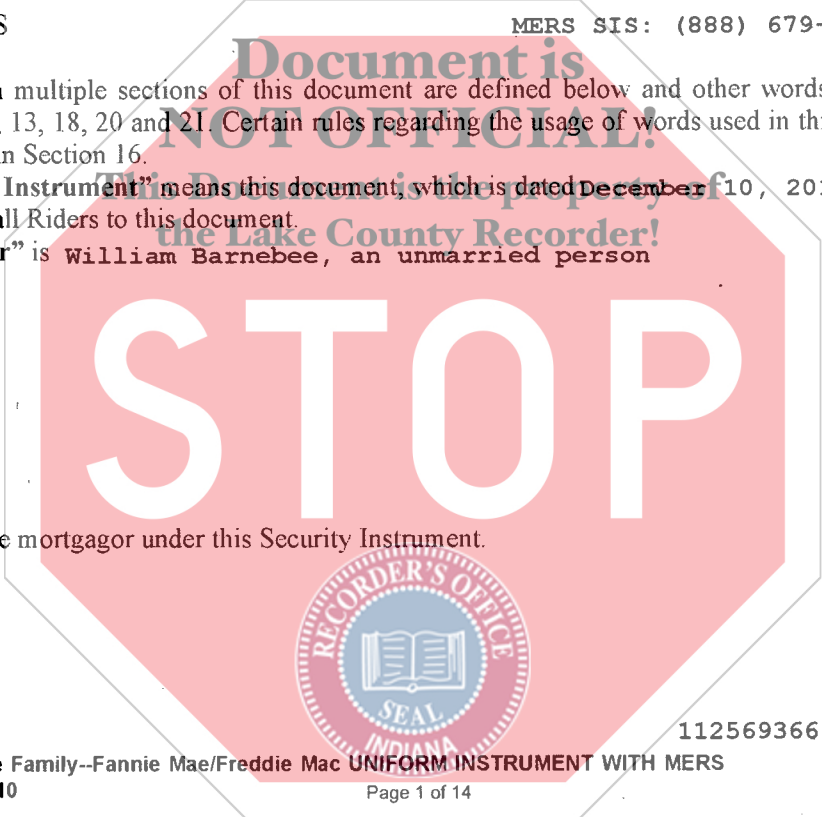 S MERS SIS: (888) 679-
Document is
multiple sections of this document are defined below and other words
, 13, 18, 20 and 21. Certain rules regarding the usage of words used in thi
NOT OFFICIAL!
n Section 16.
Instrument” means this document, which is dated December 10, 201
This Document is the property of
all Riders to this document.
the Lake County Recorder!
r” is William Barnebee, an unmarried person
STOP
e mortgagor under this Security Instrument.
RECORDER'S OFFICE
SEAL
INDIANA
112569366
e Family--Fannie Mae/Freddie Mac UNIFORM INSTRUMENT WITH MERS
10 Page 1 of 14